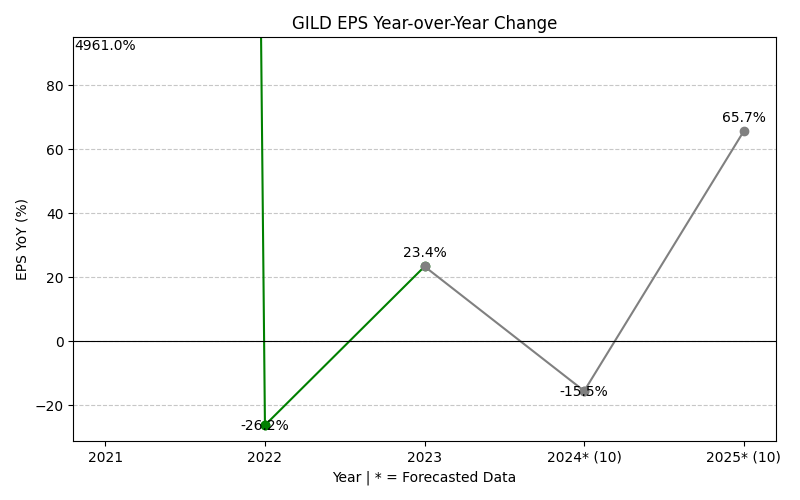 GILD EPS Year-over-Year Change
4961.0%
80
65.7%
60
40
23.4%
20
0
-15.5%
−20
-26.2%
EPS YoY (%)
2021 2022 2023 2024* (10) 2025* (10)
Year | * = Forecasted Data